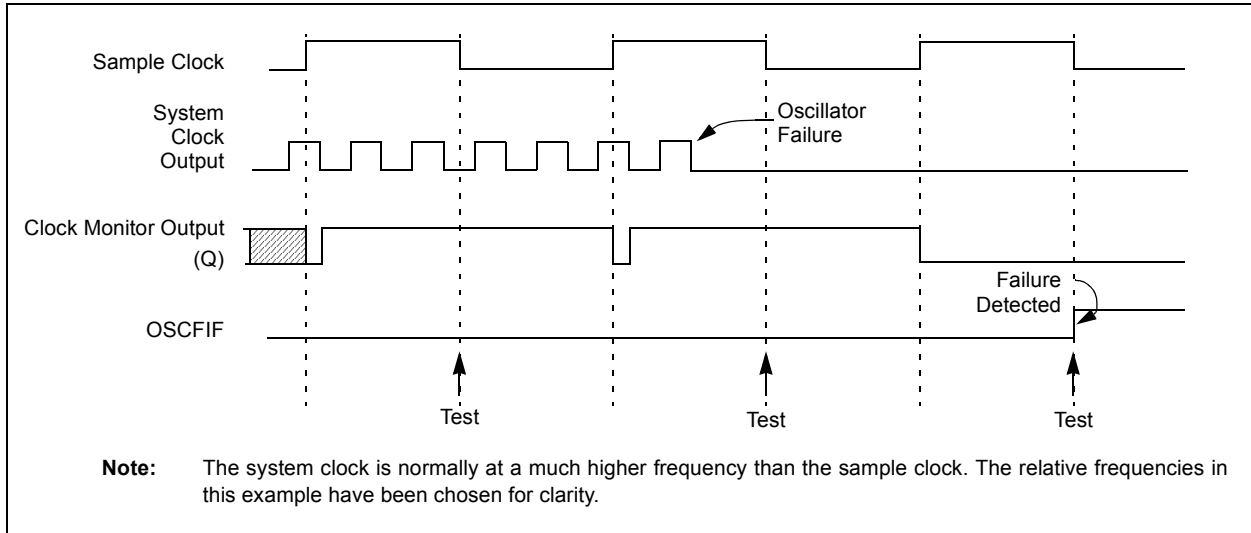 Sample Clock
System
Clock
Output
Oscillator
Failure
Clock Monitor Output
(Q)
Failure
Detected
OSCFIF
Test
Test
Test
Note: The system clock is normally at a much higher frequency than the sample clock. The relative frequencies in
this example have been chosen for clarity.